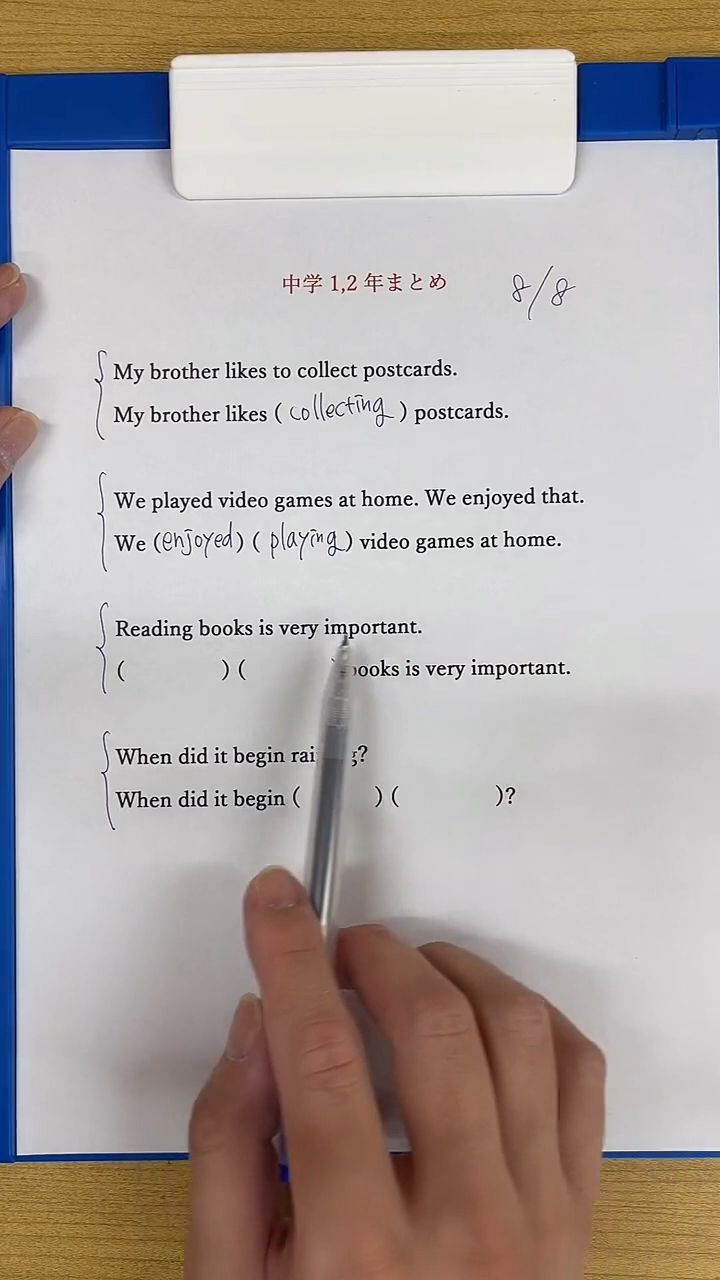 中学 1,2 年まとめ 8/8
My brother likes to collect postcards.
My brother likes ( collecting ) postcards.
We played video games at home. We enjoyed that.
We (enjoyed) ( playing ) video games at home.
Reading books is very important.
( ) ( books is very important.
When did it begin rai g?
When did it begin ( ) ( )?